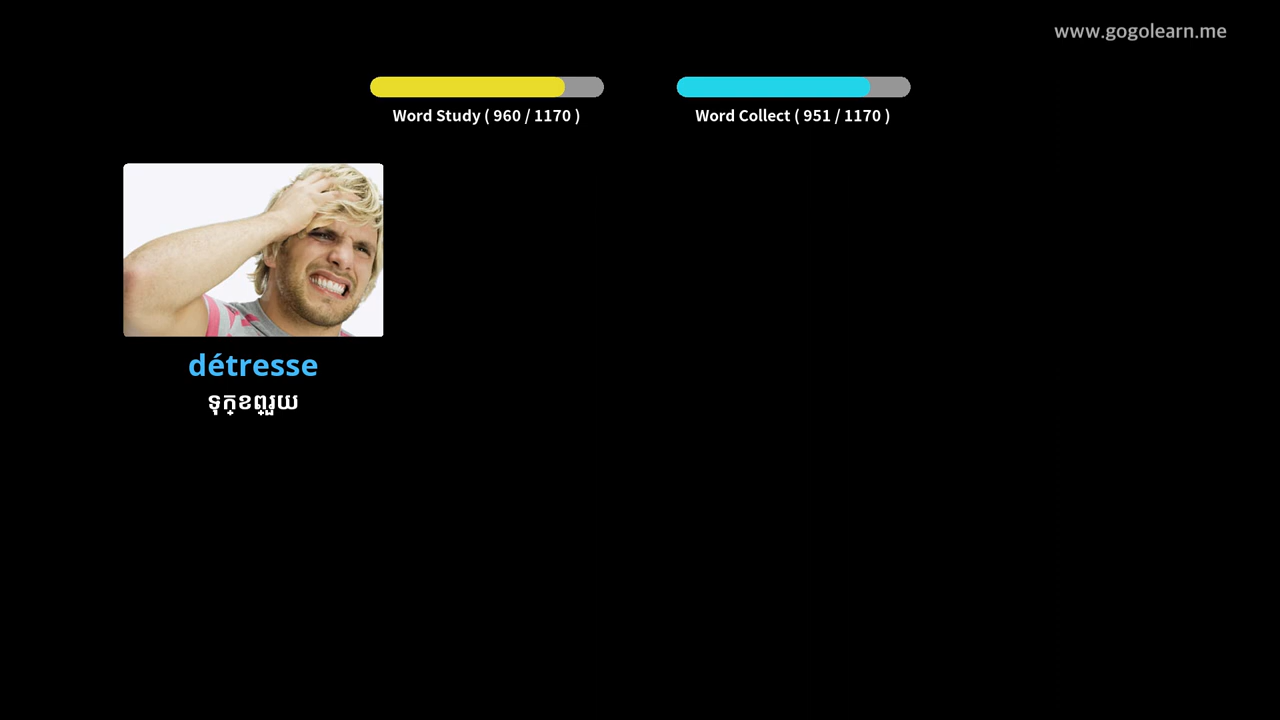 www.gogolearn.me
Word Study ( 960 / 1170 )
Word Collect ( 951 / 1170 )
détresse
ទុក្ខព្រួយ